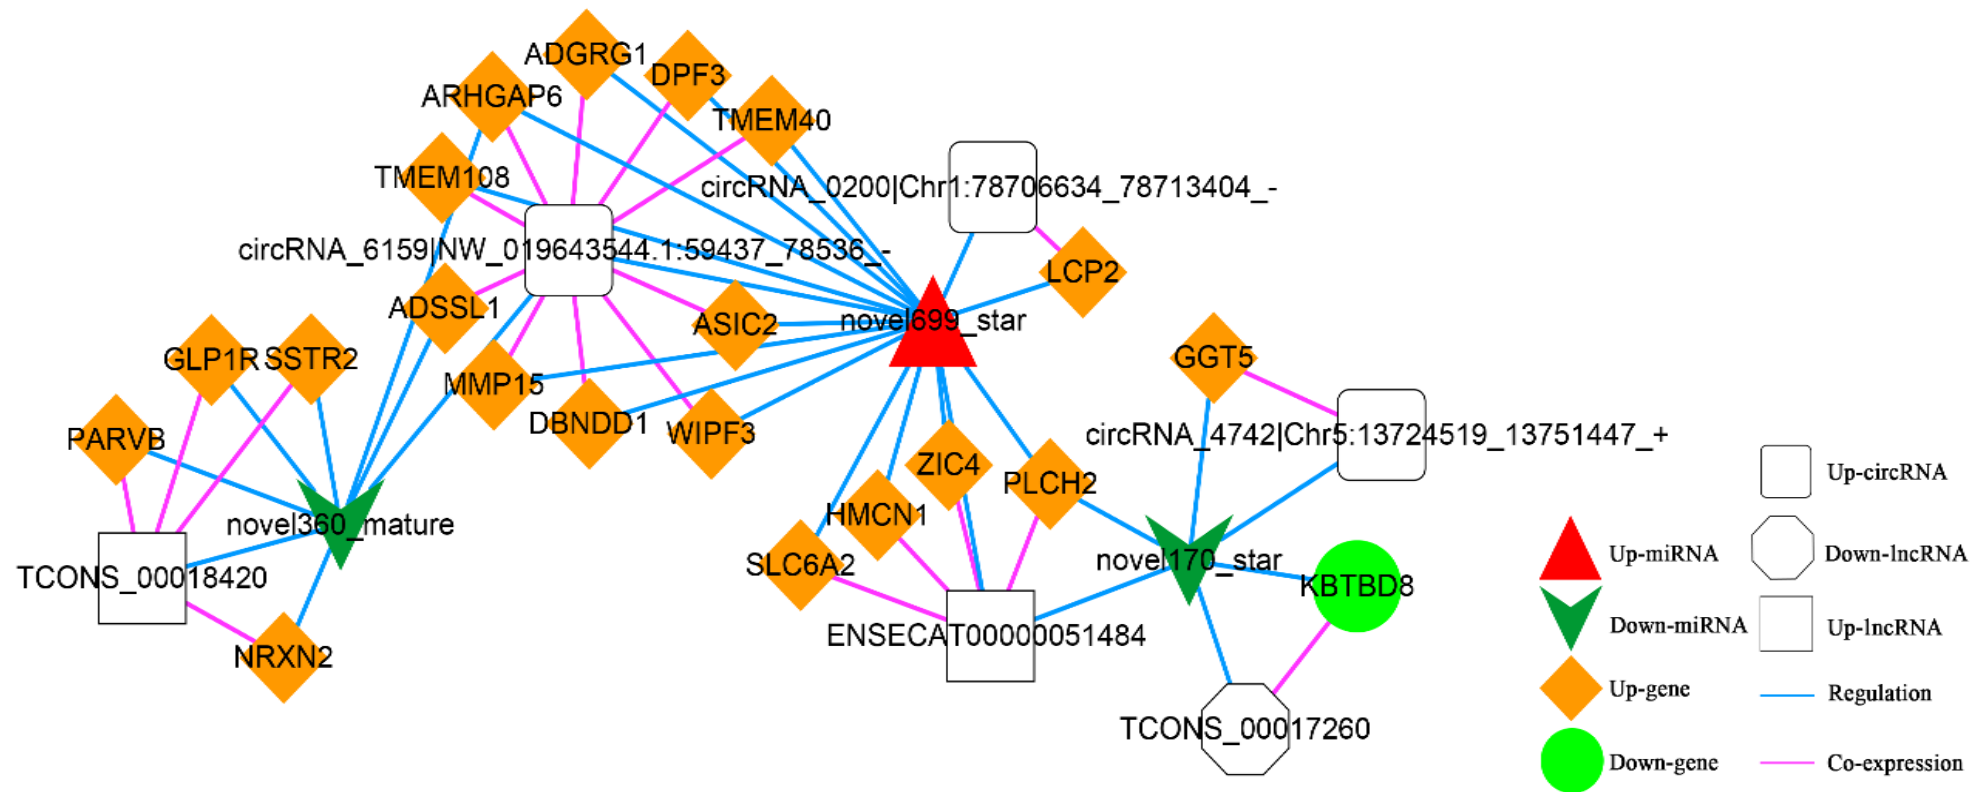 ADGRG1
DPF3
ARHGAP6
TMEM40
TMEM108
circRNA_0200|Chr1:78706634_78713404_-
circRNA_6159|NW_019643544.1:59437_78536_-
LCP2
ADSSL1
ASIC2
novel699_star
GLP1R
SSTR2
GGT5
MMP15
DBNDD1
WIPF3
PARVB
circRNA_4742|Chr5:13724519_13751447_+
ZIC4
PLCH2
HMCN1
novel360_mature
SLC6A2
novel170_star
TCONS_00018420
KBTBD8
NRXN2
ENSECAT00000051484
TCONS_00017260
Up-circRNA
Up-miRNA
Down-lncRNA
Down-miRNA
Up-lncRNA
Up-gene
Regulation
Down-gene
Co-expression